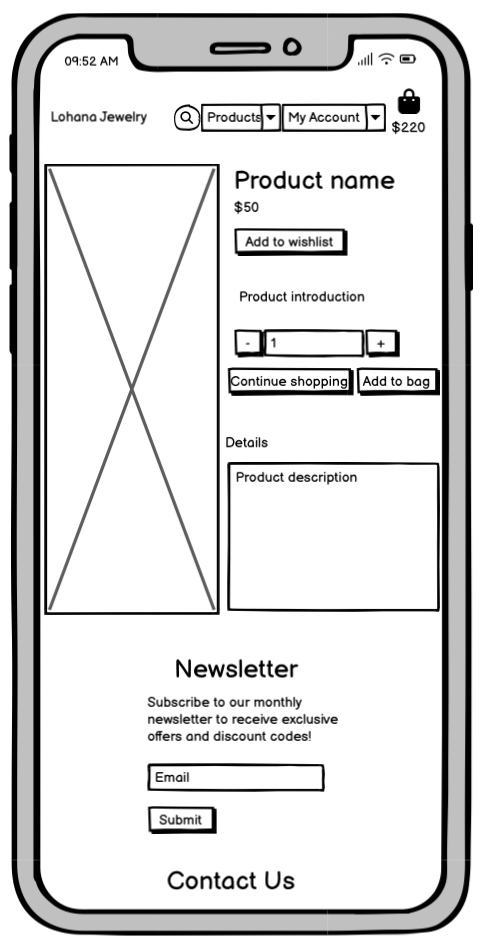 09:52 AM
Lohana Jewelry
Products
My Account
$220
Product name
$50
Add to wishlist
Product introduction
- 1 +
Continue shopping
Add to bag
Details
Product description
Newsletter
Subscribe to our monthly
newsletter to receive exclusive
offers and discount codes!
Email
Submit
Contact Us